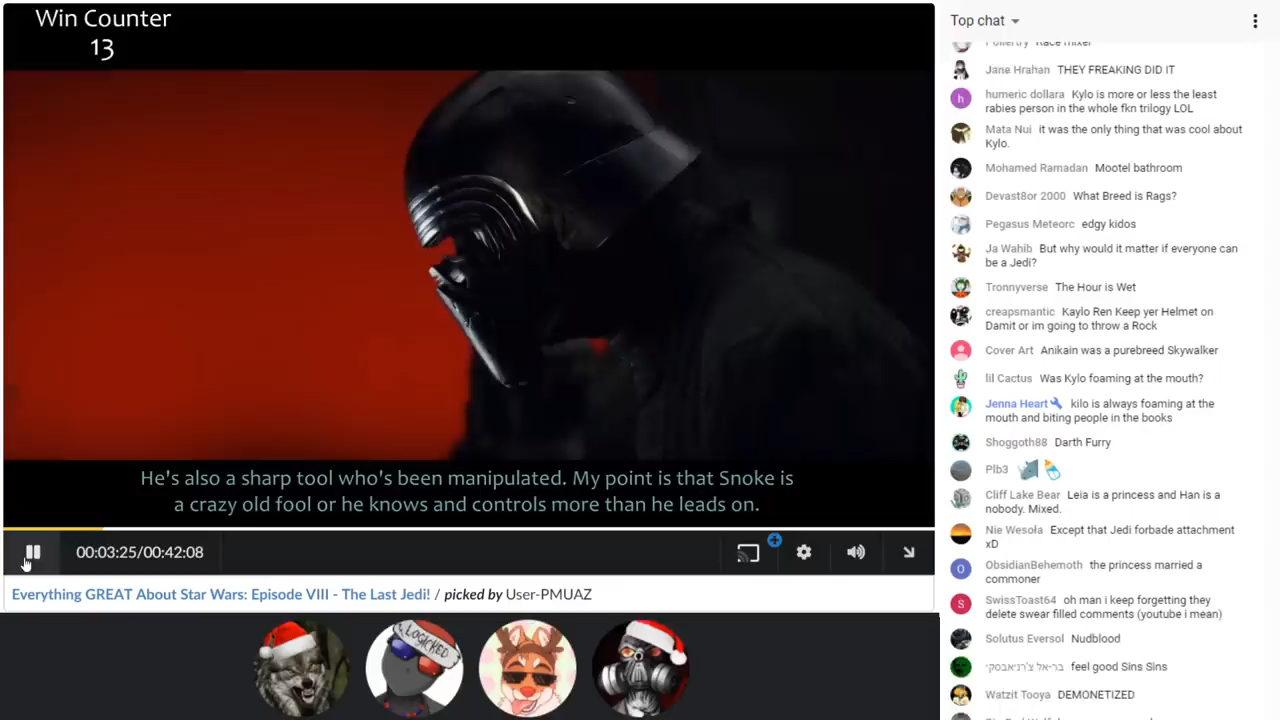 Win Counter
13
He's also a sharp tool who's been manipulated. My point is that Snoke is
a crazy old fool or he knows and controls more than he leads on.
00:03:25/00:42:08
Everything GREAT About Star Wars: Episode VIII - The Last Jedi! / picked by User-PMUAZ
LOGICKED
Top chat
Jane Hrahan THEY FREAKING DID IT
humeric dollara Kylo is more or less the least
rabies person in the whole fkn trilogy LOL
Mata Nui it was the only thing that was cool about
Kylo.
Mohamed Ramadan Mootel bathroom
Devast8or 2000 What Breed is Rags?
Pegasus Meteorc edgy kidos
Ja Wahib But why would it matter if everyone can
be a Jedi?
Tronnyverse The Hour is Wet
creapsmantic Kaylo Ren Keep yer Helmet on
Damit or im going to throw a Rock
Cover Art Anikain was a purebreed Skywalker
lil Cactus Was Kylo foaming at the mouth?
Jenna Heart kilo is always foaming at the
mouth and biting people in the books
Shoggoth88 Darth Furry
Plb3
Cliff Lake Bear Leia is a princess and Han is a
nobody. Mixed.
Nie Wesoła Except that Jedi forbade attachment
xD
ObsidianBehemoth the princess married a
commoner
SwissToast64 oh man i keep forgetting they
delete swear filled comments (youtube i mean)
Solutus Eversol Nudblood
בר-אל צ'רניאבסקי feel good Sins Sins
Watzit Tooya DEMONETIZED